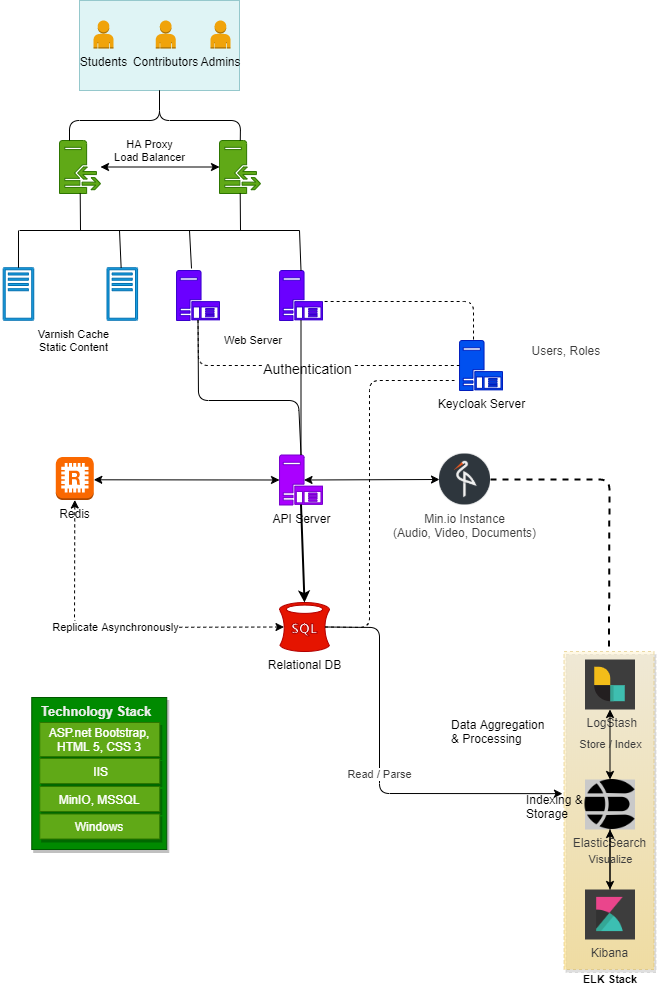 Students
Contributors
Admins
HA Proxy
Load Balancer
Varnish Cache
Static Content
Web Server
Users, Roles
Authentication
Keycloak Server
R
Redis
API Server
Min.io Instance
(Audio, Video, Documents)
Replicate Asynchronously
SQL
Relational DB
Technology Stack
ASP.net Bootstrap,
HTML 5, CSS 3
IIS
MinIO, MSSQL
Windows
LogStash
Data Aggregation
& Processing
Store / Index
Read / Parse
Indexing &
Storage
ElasticSearch
Visualize
Kibana
ELK Stack